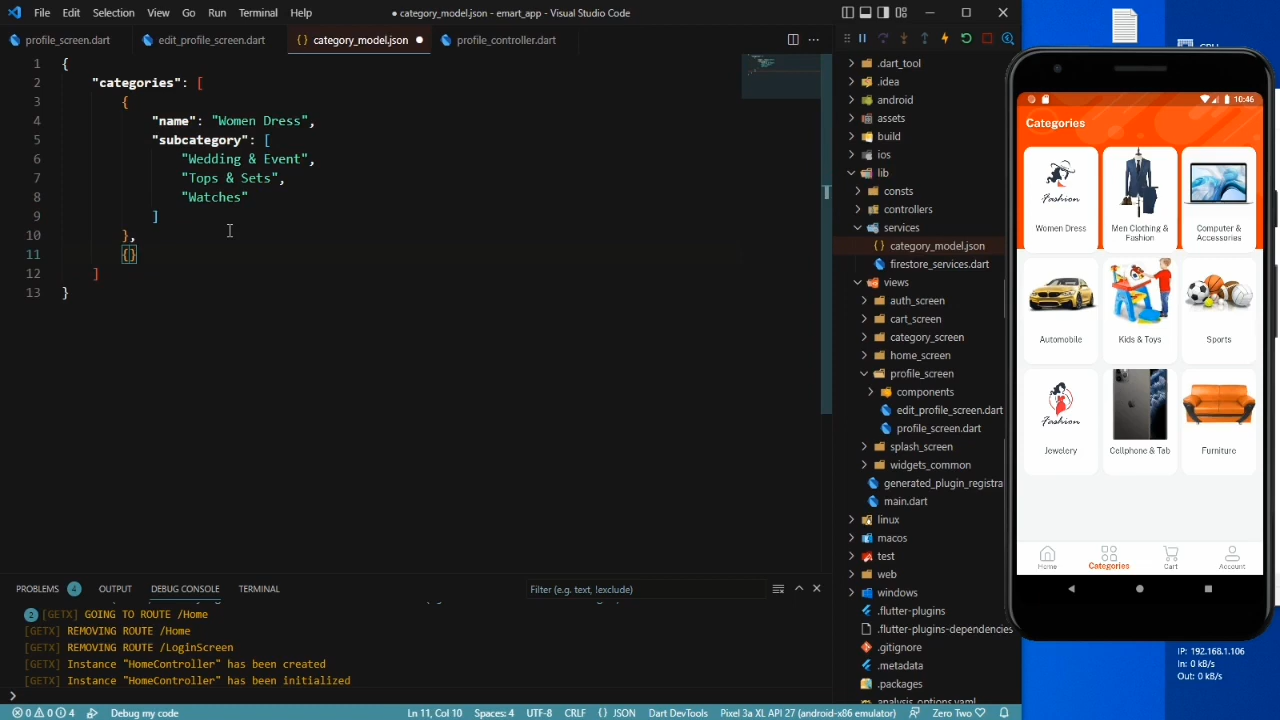 File Edit Selection View Go Run Terminal Help
● category_model.json - emart_app - Visual Studio Code
profile_screen.dart
edit_profile_screen.dart
{} category_model.json
profile_controller.dart
1 {
2 "categories": [
3 {
4 "name": "Women Dress",
5 "subcategory": [
6 "Wedding & Event",
7 "Tops & Sets",
8 "Watches"
9 ]
10 },
11 {}
12 ]
13 }
.dart_tool
.idea
android
assets
build
ios
lib
consts
controllers
services
{} category_model.json
firestore_services.dart
views
auth_screen
cart_screen
category_screen
home_screen
profile_screen
components
edit_profile_screen.dart
profile_screen.dart
splash_screen
widgets_common
generated_plugin_registra
main.dart
linux
macos
test
web
windows
.flutter-plugins
.flutter-plugins-dependencies
.gitignore
.metadata
.packages
analysis_options.yaml
PROBLEMS 4 OUTPUT DEBUG CONSOLE TERMINAL
Filter (e.g. text, !exclude)
2 [GETX] GOING TO ROUTE /Home
[GETX] REMOVING ROUTE /Home
[GETX] REMOVING ROUTE /LoginScreen
[GETX] Instance "HomeController" has been created
[GETX] Instance "HomeController" has been initialized
0 0 4 Debug my code
Ln 11, Col 10 Spaces: 4 UTF-8 CRLF {} JSON Dart DevTools Pixel 3a XL API 27 (android-x86 emulator) Zero Two
10:46
Categories
Women Dress
Men Clothing &
Fashion
Computer &
Accessories
Fashion
Automobile
Kids & Toys
Sports
Fashion
Jewelery
Cellphone & Tab
Furniture
Home
Categories
Cart
Account
IP: 192.168.1.106
In: 0 kB/s
Out: 0 kB/s